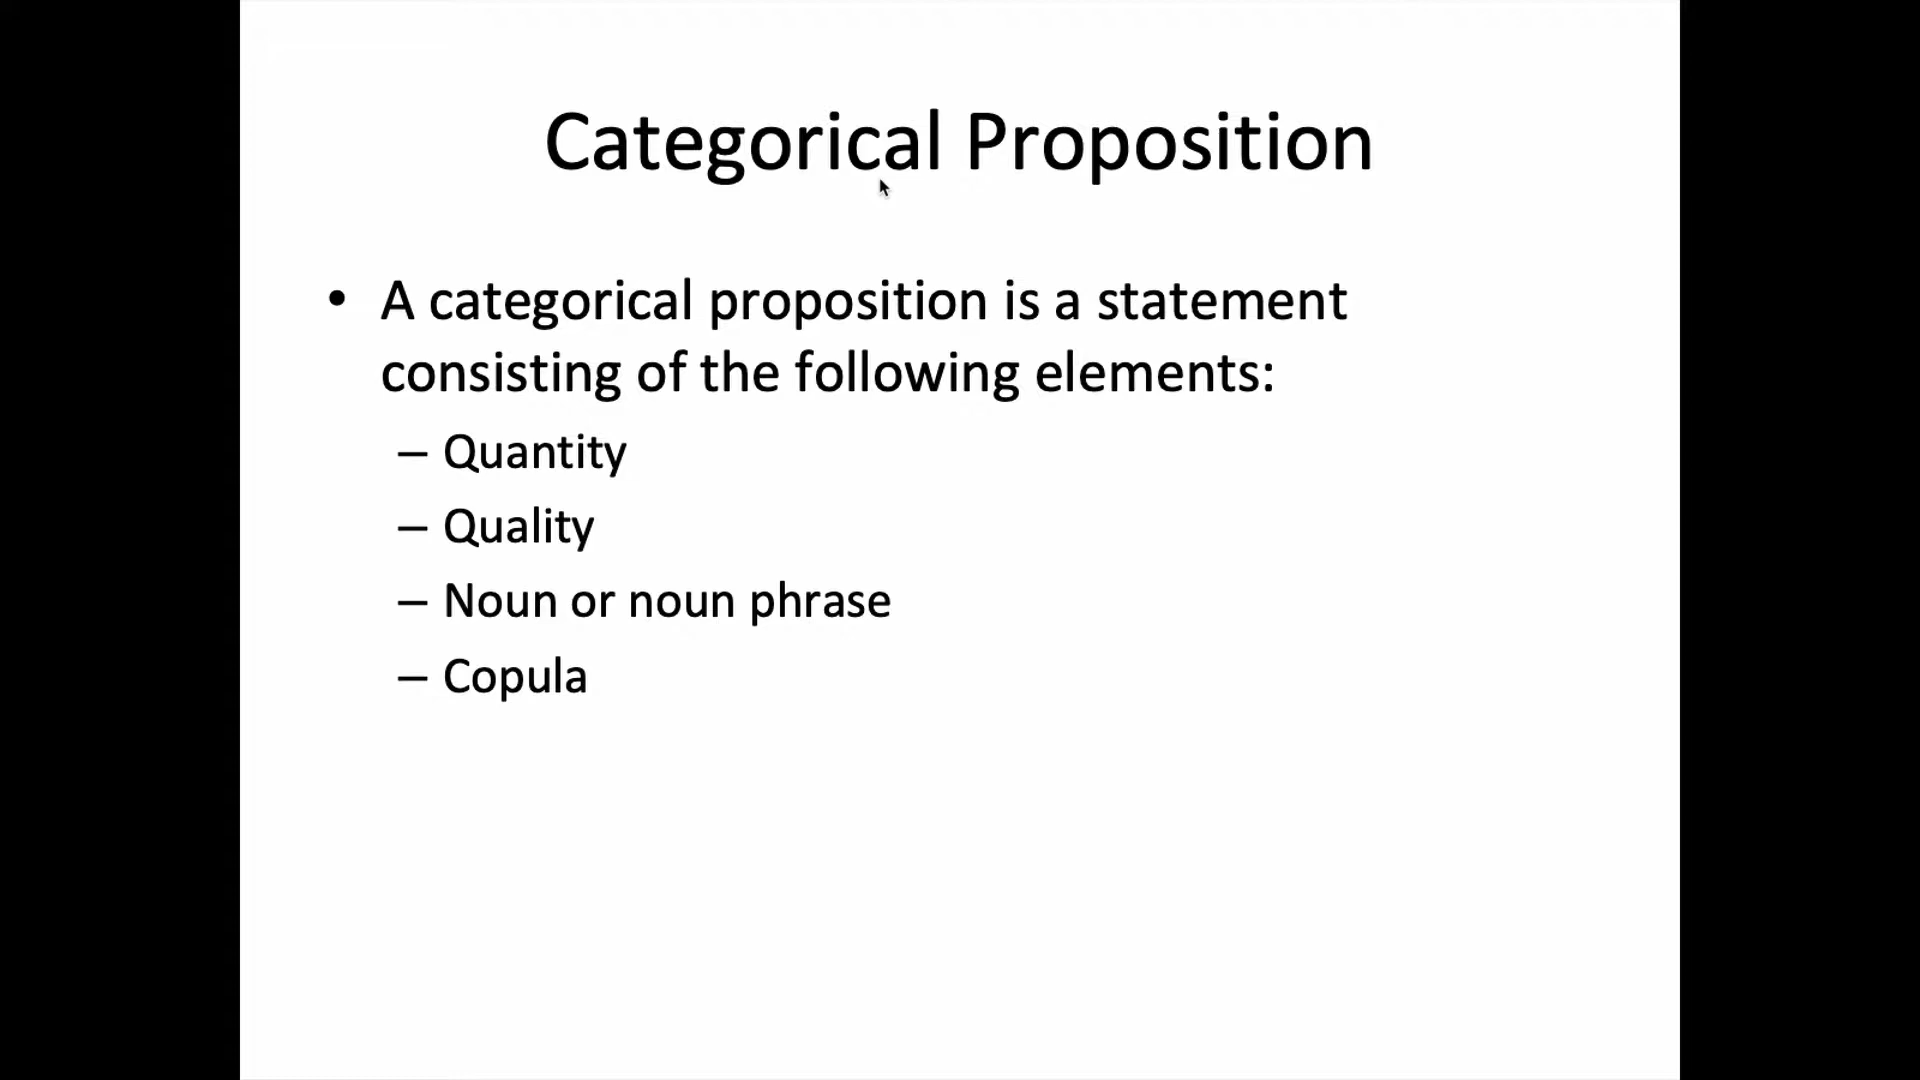 Categorical Proposition
• A categorical proposition is a statement
consisting of the following elements:
– Quantity
– Quality
– Noun or noun phrase
– Copula